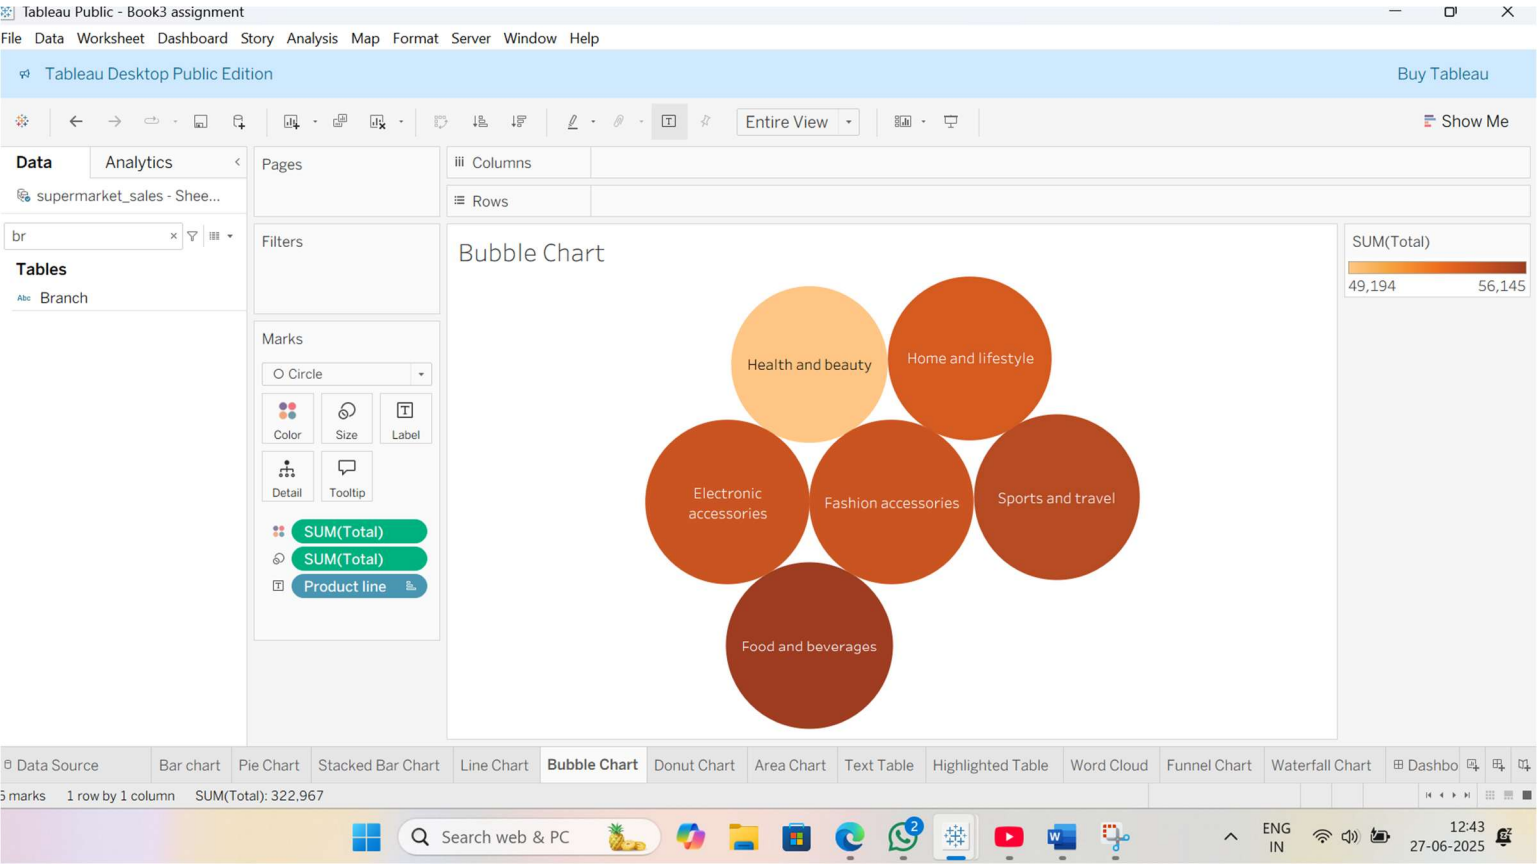 Tableau Public - Book3 assignment
File Data Worksheet Dashboard Story Analysis Map Format Server Window Help
Tableau Desktop Public Edition
Buy Tableau
Entire View
Show Me
Data
Analytics
supermarket_sales - Shee...
br
Tables
Abc Branch
Pages
Filters
Marks
Circle
Color
Size
Label
Detail
Tooltip
SUM(Total)
SUM(Total)
Product line
Columns
Rows
Bubble Chart
Health and beauty
Home and lifestyle
Electronic
accessories
Fashion accessories
Sports and travel
Food and beverages
SUM(Total)
49,194
56,145
Data Source
Bar chart
Pie Chart
Stacked Bar Chart
Line Chart
Bubble Chart
Donut Chart
Area Chart
Text Table
Highlighted Table
Word Cloud
Funnel Chart
Waterfall Chart
Dashbo
marks
1 row by 1 column
SUM(Total): 322,967
Search web & PC
2
ENG
IN
12:43
27-06-2025